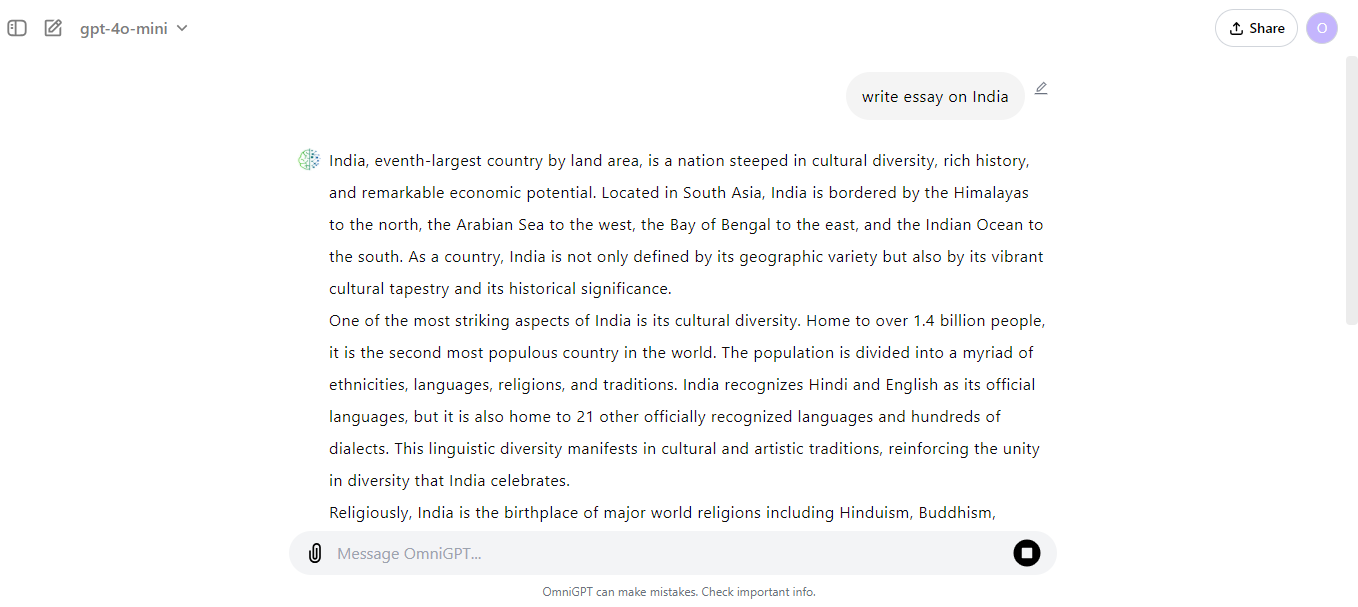 gpt-4o-mini
Share
O
write essay on India
India, eventh-largest country by land area, is a nation steeped in cultural diversity, rich history,
and remarkable economic potential. Located in South Asia, India is bordered by the Himalayas
to the north, the Arabian Sea to the west, the Bay of Bengal to the east, and the Indian Ocean to
the south. As a country, India is not only defined by its geographic variety but also by its vibrant
cultural tapestry and its historical significance.
One of the most striking aspects of India is its cultural diversity. Home to over 1.4 billion people,
it is the second most populous country in the world. The population is divided into a myriad of
ethnicities, languages, religions, and traditions. India recognizes Hindi and English as its official
languages, but it is also home to 21 other officially recognized languages and hundreds of
dialects. This linguistic diversity manifests in cultural and artistic traditions, reinforcing the unity
in diversity that India celebrates.
Religiously, India is the birthplace of major world religions including Hinduism, Buddhism,
Message OmniGPT...
OmniGPT can make mistakes. Check important info.